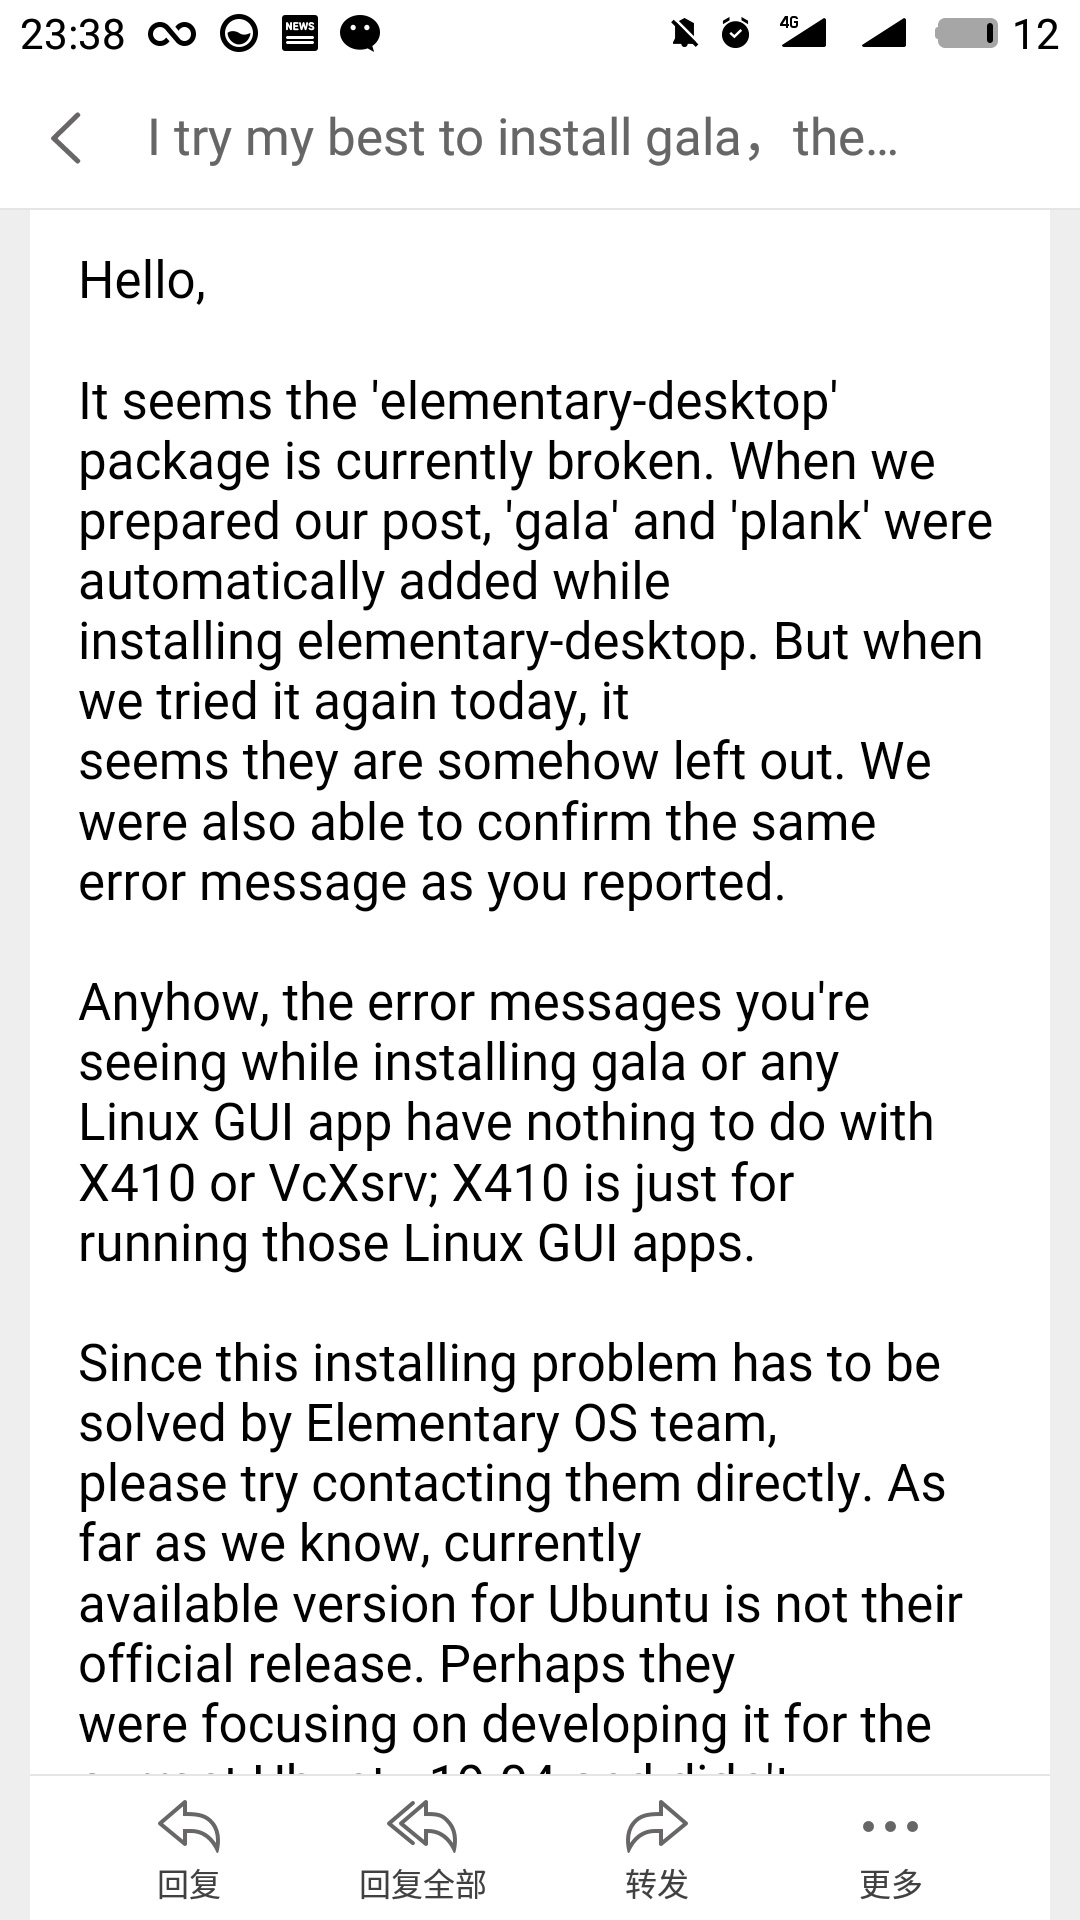 23:38
NEWS
4G
12
I try my best to install gala，the...
Hello,
It seems the 'elementary-desktop'
package is currently broken. When we
prepared our post, 'gala' and 'plank' were
automatically added while
installing elementary-desktop. But when
we tried it again today, it
seems they are somehow left out. We
were also able to confirm the same
error message as you reported.
Anyhow, the error messages you're
seeing while installing gala or any
Linux GUI app have nothing to do with
X410 or VcXsrv; X410 is just for
running those Linux GUI apps.
Since this installing problem has to be
solved by Elementary OS team,
please try contacting them directly. As
far as we know, currently
available version for Ubuntu is not their
official release. Perhaps they
were focusing on developing it for the
回复
回复全部
转发
更多